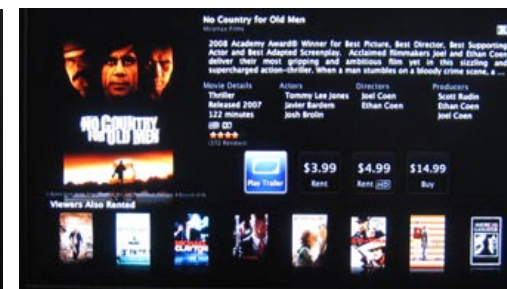 No Country for Old Men
Miramax Films
2008 Academy Award® Winner for Best Picture, Best Director, Best Supporting
Actor and Best Adapted Screenplay. Acclaimed filmmakers Joel and Ethan Coen
deliver their most gripping and ambitious film yet in this sizzling and
supercharged action-thriller. When a man stumbles on a bloody crime scene, a ...
Movie Details Actors Directors Producers
Thriller Tommy Lee Jones Joel Coen Scott Rudin
Released 2007 Javier Bardem Ethan Coen Ethan Coen
122 minutes Josh Brolin Joel Coen
NO COUNTRY
FOR OLD MEN
Play Trailer
$3.99 $4.99 $14.99
Rent Rent HD Buy
Viewers Also Rented
MICHAEL
CLAYTON
AMERICAN
GANGSTER